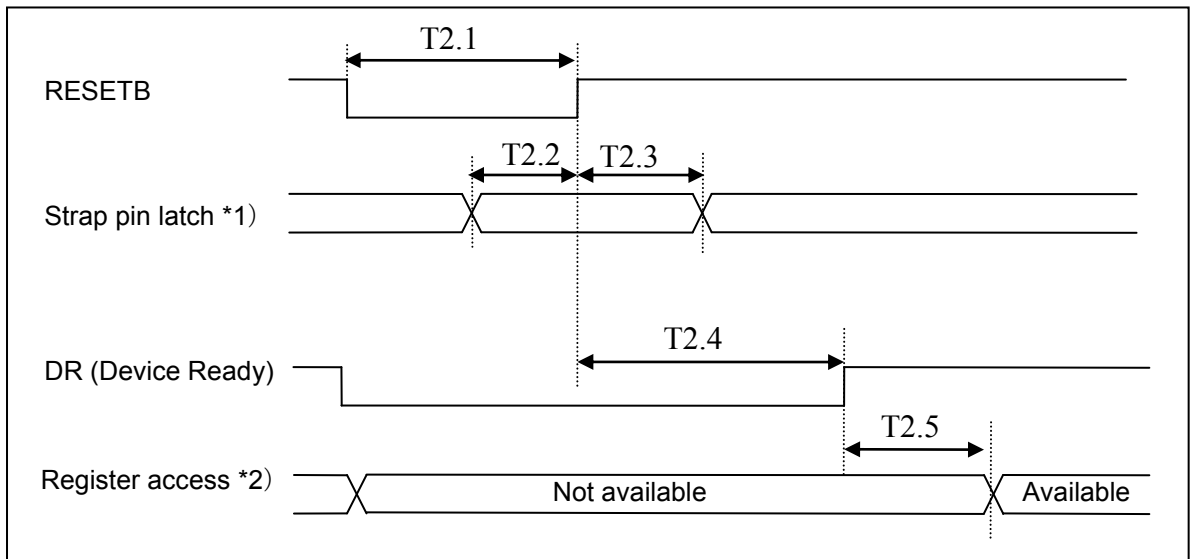 T2.1
RESETB
T2.2
T2.3
Strap pin latch *1）
T2.4
DR (Device Ready)
T2.5
Register access *2）
Not available
Available